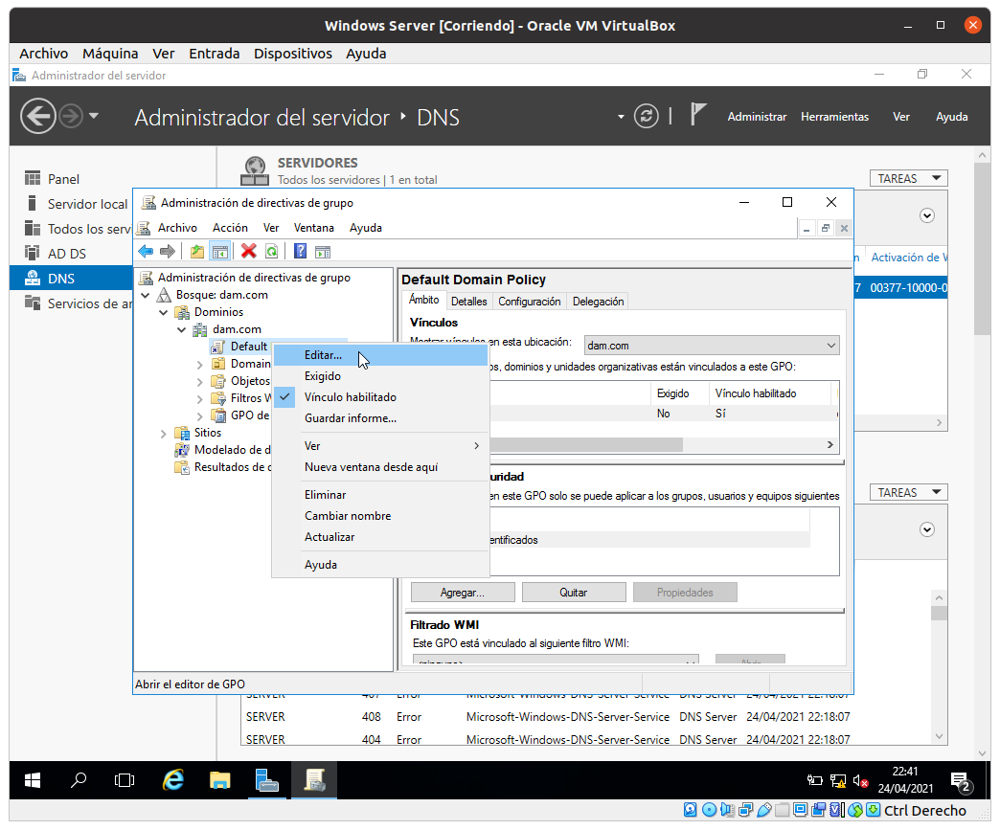 Windows Server [Corriendo] - Oracle VM VirtualBox
Archivo Máquina Ver Entrada Dispositivos Ayuda
Administrador del servidor
Administrador del servidor ‣ DNS
Administrar Herramientas Ver Ayuda
Panel
Servidor local
Todos los serv
AD DS
DNS
Servicios de ar
SERVIDORES
Todos los servidores | 1 en total
TAREAS
Activación de W
00377-10000-0
Administración de directivas de grupo
Archivo Acción Ver Ventana Ayuda
Administración de directivas de grupo
Bosque: dam.com
Dominios
dam.com
Default
Domain
Objetos
Filtros W
GPO de
Sitios
Modelado de d
Resultados de
Editar...
Exigido
Vínculo habilitado
Guardar informe...
Ver
Nueva ventana desde aquí
Eliminar
Cambiar nombre
Actualizar
Ayuda
Default Domain Policy
Ámbito Detalles Configuración Delegación
Vínculos
Mostrar vínculos en esta ubicación: dam.com
os, dominios y unidades organizativas están vinculados a este GPO:
Exigido Vínculo habilitado
No Sí
uridad
en este GPO solo se puede aplicar a los grupos, usuarios y equipos siguientes
entificados
Agregar... Quitar Propiedades
Filtrado WMI
Este GPO está vinculado al siguiente filtro WMI:
<ninguno> Abrir
Abrir el editor de GPO
TAREAS
SERVER 407 Error Microsoft-Windows-DNS-Server-Service DNS Server 24/04/2021 22:18:07
SERVER 408 Error Microsoft-Windows-DNS-Server-Service DNS Server 24/04/2021 22:18:07
SERVER 404 Error Microsoft-Windows-DNS-Server-Service DNS Server 24/04/2021 22:18:07
22:41
24/04/2021
2
Ctrl Derecho